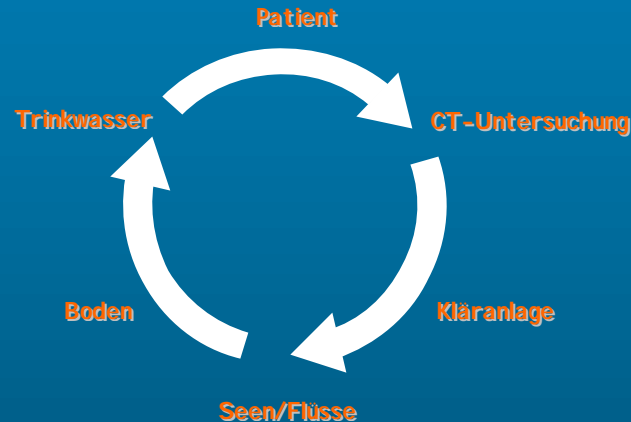 Patient
Trinkwasser
CT-Untersuchung
Boden
Kläranlage
Seen/Flüsse